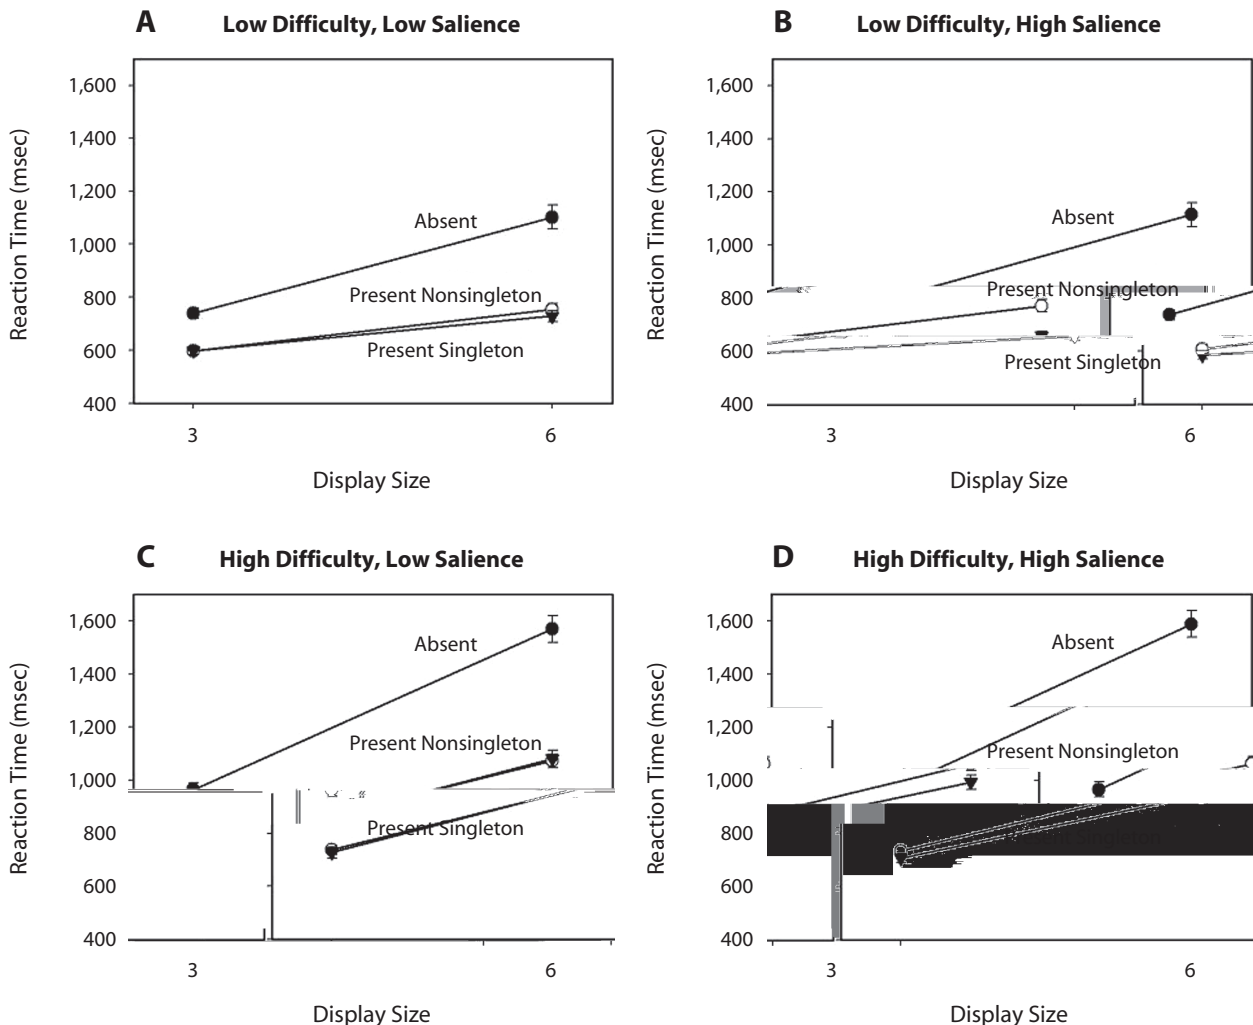 A Low Difficulty, Low Salience
Reaction Time (msec)
1,600
1,400
1,200
1,000
800
600
400
Absent
Present Nonsingleton
Present Singleton
3 6
Display Size
B Low Difficulty, High Salience
Reaction Time (msec)
1,600
1,400
1,200
1,000
800
600
400
Absent
Present Nonsingleton
Present Singleton
3 6
Display Size
C High Difficulty, Low Salience
Reaction Time (msec)
1,600
1,400
1,200
1,000
800
600
400
Absent
Present Nonsingleton
Present Singleton
3 6
Display Size
D High Difficulty, High Salience
Reaction Time (msec)
1,600
1,400
1,200
1,000
800
600
400
Absent
Present Nonsingleton
Present Singleton
3 6
Display Size